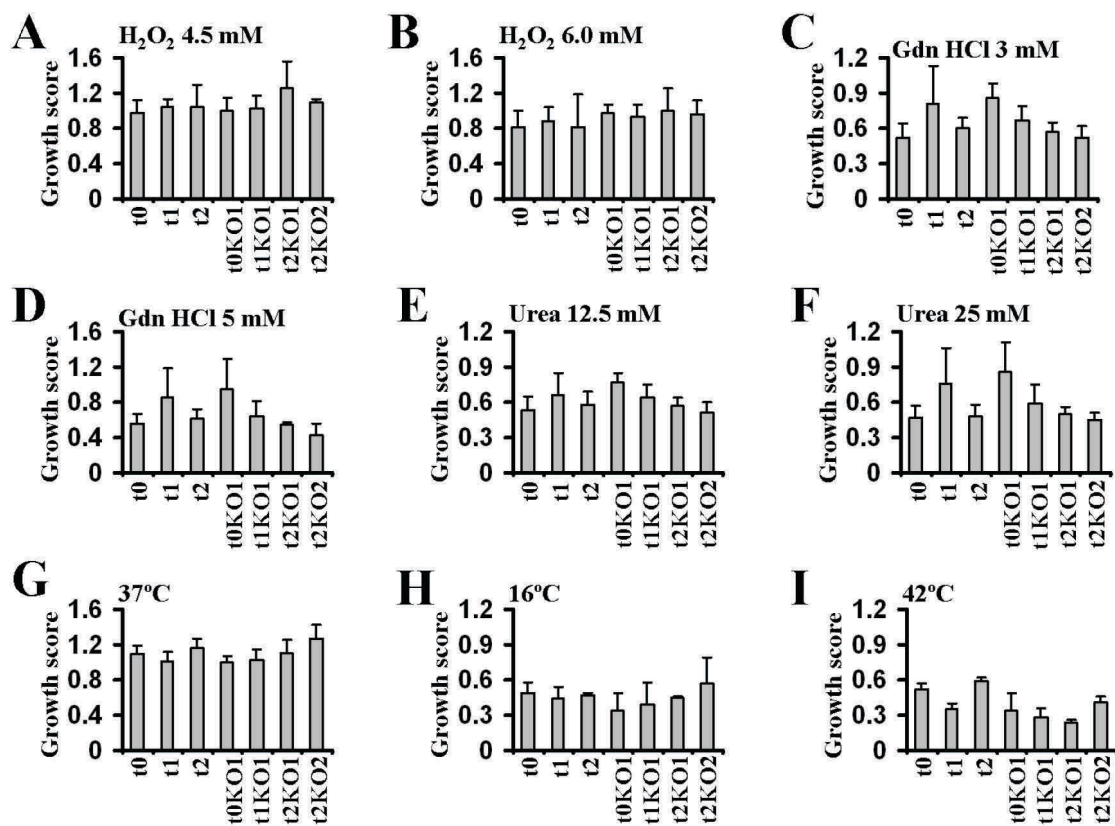 A
H₂O₂ 4.5 mM
Growth score
1.6
1.2
0.8
0.4
0
t0
t1
t2
t0KO1
t1KO1
t2KO1
t2KO2
B
H₂O₂ 6.0 mM
Growth score
1.6
1.2
0.8
0.4
0
t0
t1
t2
t0KO1
t1KO1
t2KO1
t2KO2
C
Gdn HCl 3 mM
Growth score
1.2
0.9
0.6
0.3
0
t0
t1
t2
t0KO1
t1KO1
t2KO1
t2KO2
D
Gdn HCl 5 mM
Growth score
1.6
1.2
0.8
0.4
0
t0
t1
t2
t0KO1
t1KO1
t2KO1
t2KO2
E
Urea 12.5 mM
Growth score
1.2
0.9
0.6
0.3
0
t0
t1
t2
t0KO1
t1KO1
t2KO1
t2KO2
F
Urea 25 mM
Growth score
1.2
0.9
0.6
0.3
0
t0
t1
t2
t0KO1
t1KO1
t2KO1
t2KO2
G
37ºC
Growth score
1.6
1.2
0.8
0.4
0
t0
t1
t2
t0KO1
t1KO1
t2KO1
t2KO2
H
16ºC
Growth score
1.2
0.9
0.6
0.3
0
t0
t1
t2
t0KO1
t1KO1
t2KO1
t2KO2
I
42ºC
Growth score
1.2
0.9
0.6
0.3
0
t0
t1
t2
t0KO1
t1KO1
t2KO1
t2KO2